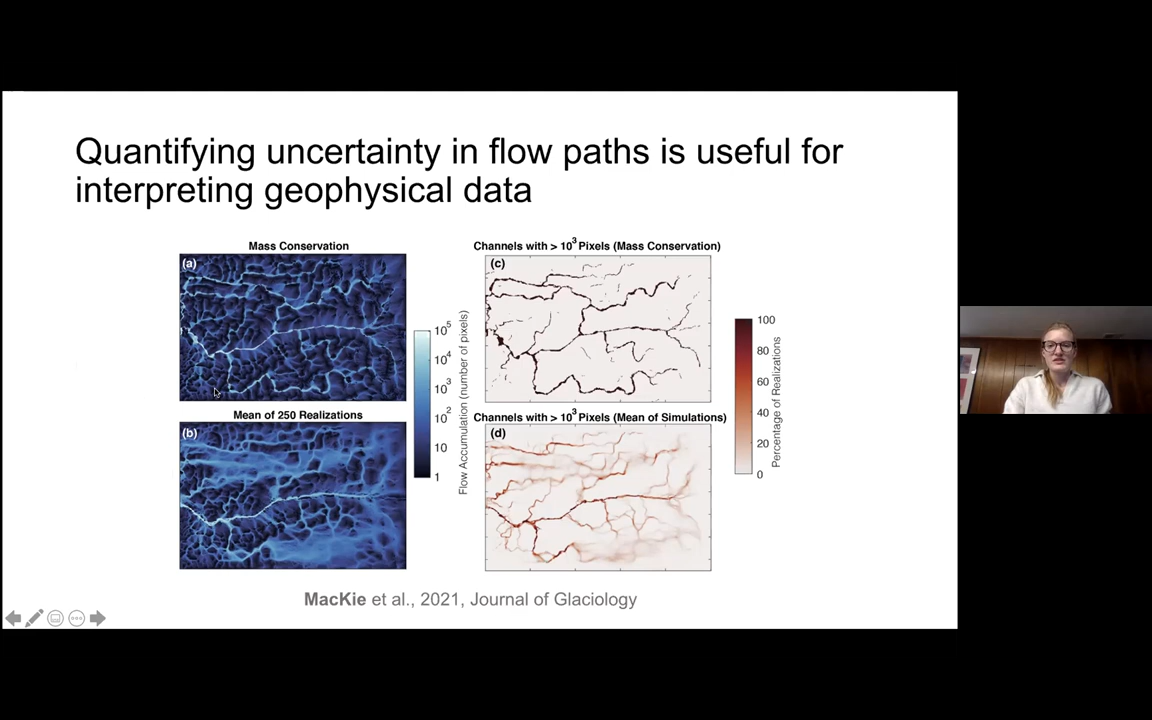 Quantifying uncertainty in flow paths is useful for
interpreting geophysical data
Mass Conservation
(a)
Channels with > 10³ Pixels (Mass Conservation)
(c)
10⁵
10⁴
10³
10²
10
1
Flow Accumulation (number of pixels)
100
80
60
40
20
0
Percentage of Realizations
Mean of 250 Realizations
(b)
Channels with > 10³ Pixels (Mean of Simulations)
(d)
MacKie et al., 2021, Journal of Glaciology